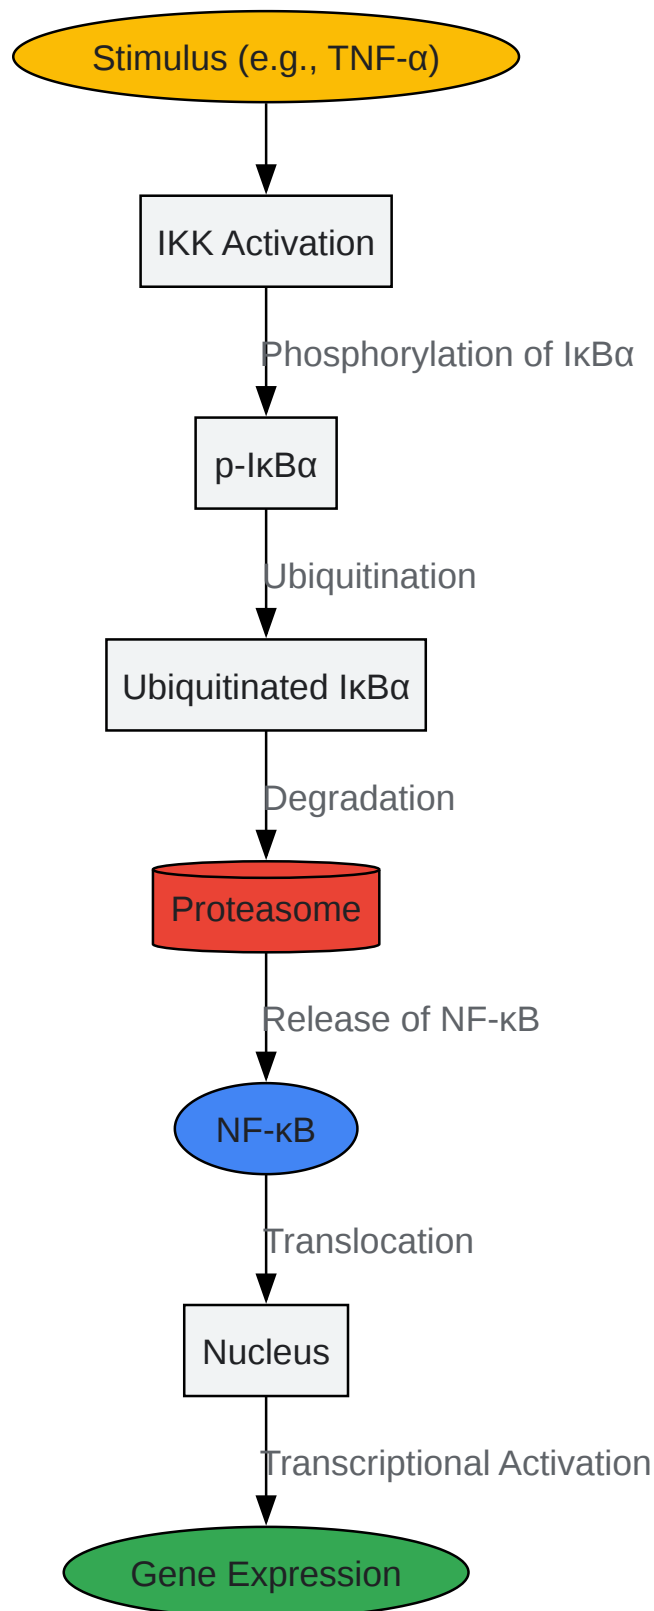 Stimulus (e.g., TNF-α)
IKK Activation
Phosphorylation of IκBα
p-IκBα
Ubiquitination
Ubiquitinated IκBα
Degradation
Proteasome
Release of NF-κB
NF-κB
Translocation
Nucleus
Transcriptional Activation
Gene Expression